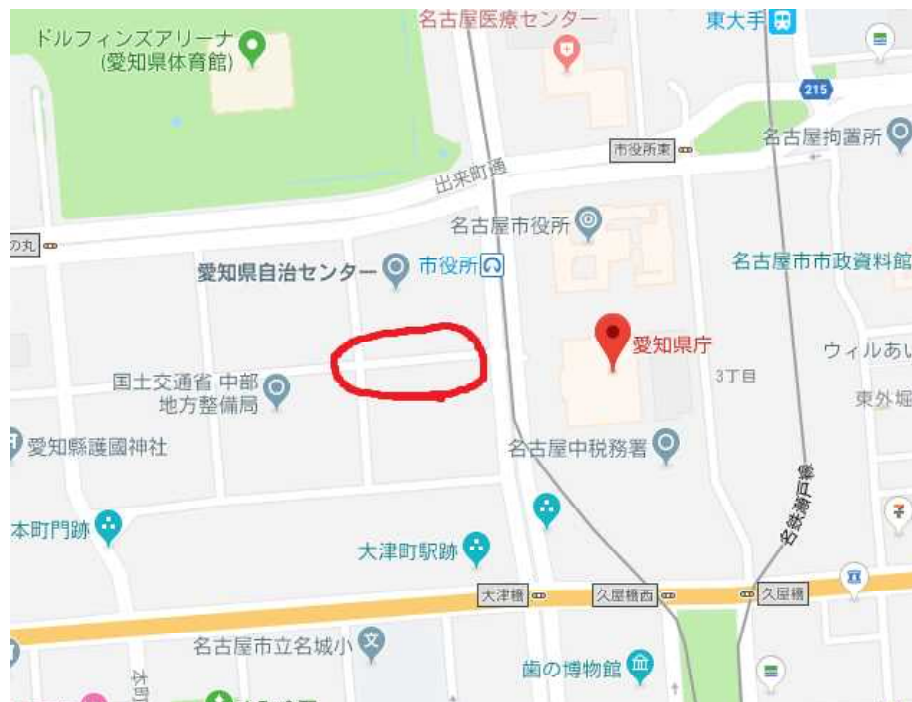 名古屋医療センター
東大手
ドルフィンズアリーナ
(愛知県体育館)
215
市役所東
名古屋拘置所
出来町通
名古屋市役所
の丸
愛知県自治センター
市役所
名古屋市市政資料館
愛知県庁
ウィルあい
3丁目
国土交通省 中部
地方整備局
東外堀
愛知縣護國神社
名古屋中税務署
名鉄瀬戸線
本町門跡
大津町駅跡
大津橋
久屋橋西
久屋橋
名古屋市立名城小
歯の博物館
本町